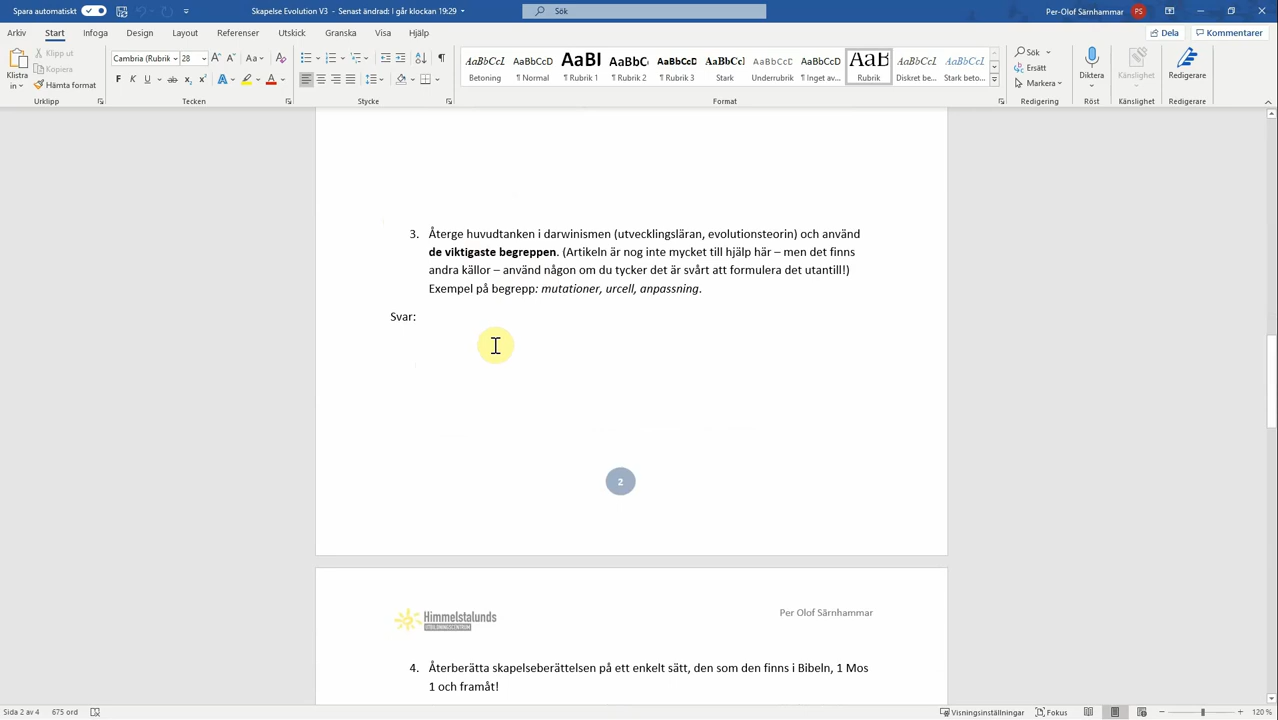 Spara automatiskt
Skapelse Evolution V3 - Senast ändrad: I går klockan 19:29
Sök
Per-Olof Särnhammar
PS
Arkiv Start Infoga Design Layout Referenser Utskick Granska Visa Hjälp
Dela Kommentarer
Klistra in
Klipp ut
Kopiera
Hämta format
Urklipp
Cambria (Rubrik 28
F K U ab x₂ x² A A
Tecken
Stycke
AaBbCcI AaBbCcD AaBI AaBbC AaBbCcD AaBbCcI AaBbCcD AaBbCcD AaB AaBbCcI AaBbCcI
Betoning ¶ Normal ¶ Rubrik 1 ¶ Rubrik 2 ¶ Rubrik 3 Stark Underrubrik ¶ Inget av... Rubrik Diskret be... Stark beto...
Format
Sök
Ersätt
Markera
Redigering
Diktera
Röst
Känslighet
Känslighet
Redigerare
Redigerare
3. Återge huvudtanken i darwinismen (utvecklingsläran, evolutionsteorin) och använd
de viktigaste begreppen. (Artikeln är nog inte mycket till hjälp här – men det finns
andra källor – använd någon om du tycker det är svårt att formulera det utantill!)
Exempel på begrepp: mutationer, urcell, anpassning.
Svar:
2
Himmelstalunds
UTBILDNINGSCENTRUM
Per Olof Särnhammar
4. Återberätta skapelseberättelsen på ett enkelt sätt, den som den finns i Bibeln, 1 Mos
1 och framåt!
Sida 2 av 4 675 ord
Visningsinställningar Fokus
120 %